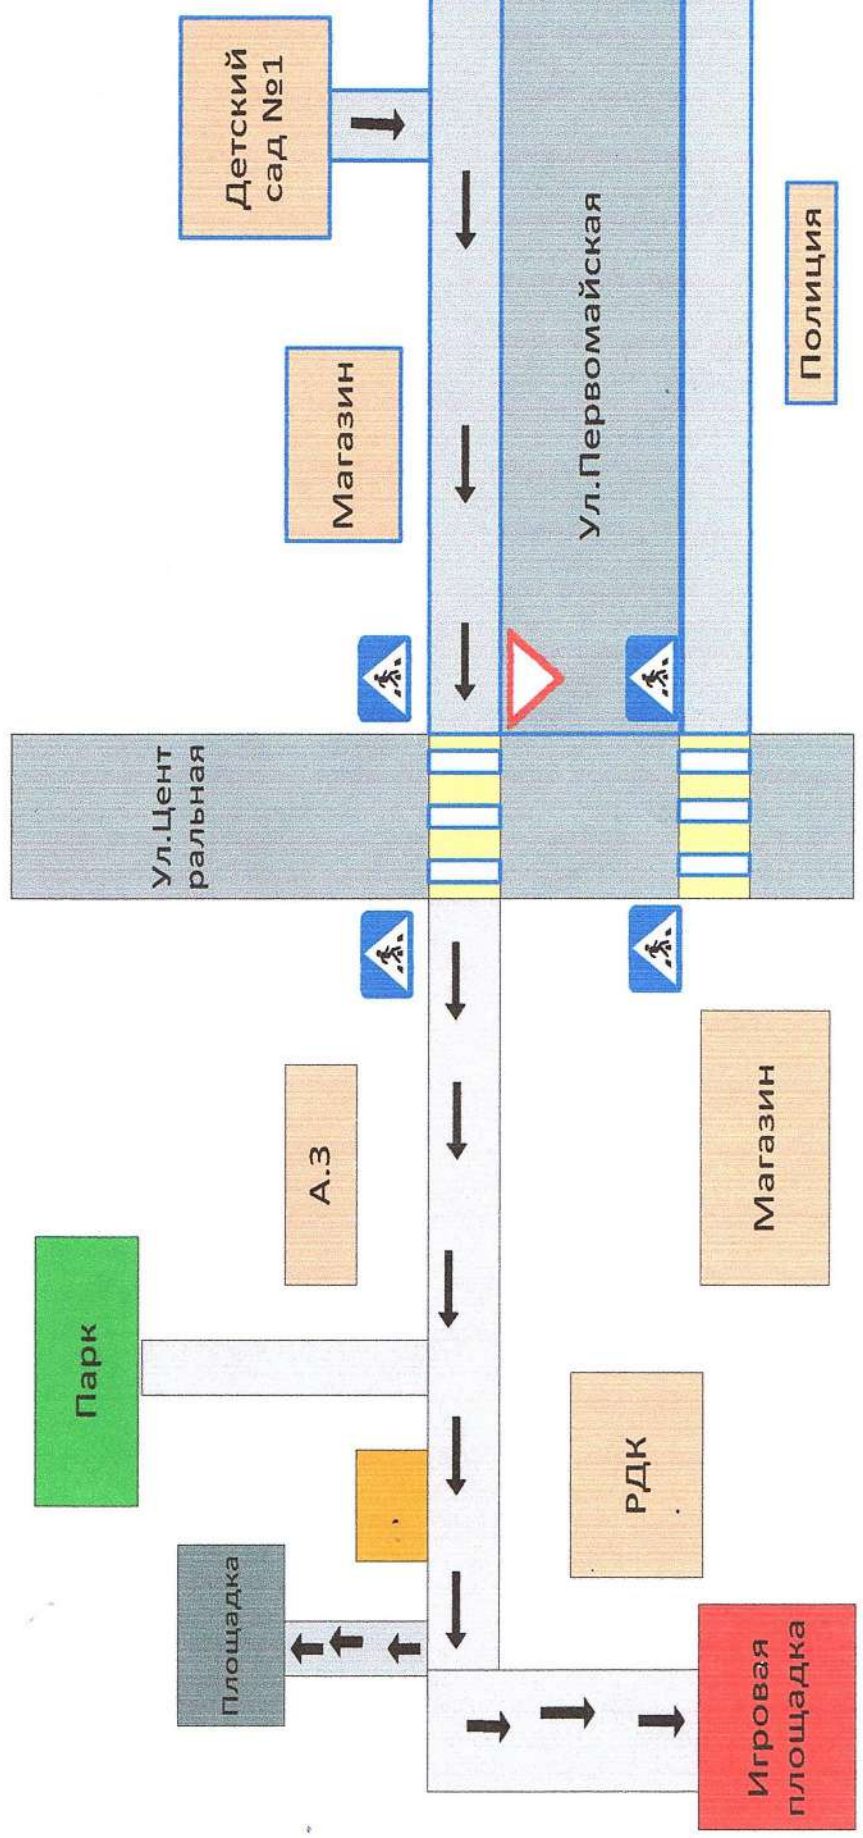 Парк
Ул.Цент
ральная
Площадка
Детский
сад №1
А.З
Магазин
Ул.Первомайская
РДК
Игровая
площадка
Магазин
Полиция